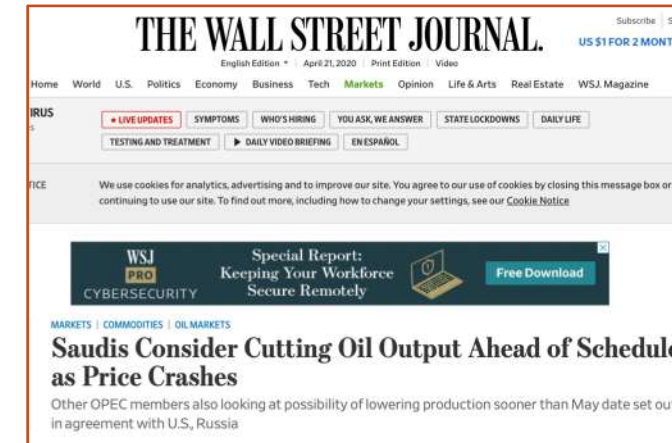 THE WALL STREET JOURNAL.
Subscribe
US $1 FOR 2 MONT
English Edition April 21, 2020 Print Edition Video
Home World U.S. Politics Economy Business Tech Markets Opinion Life & Arts Real Estate WSJ. Magazine
IRUS
LIVE UPDATES SYMPTOMS WHO'S HIRING YOU ASK, WE ANSWER STATE LOCKDOWNS DAILY LIFE
TESTING AND TREATMENT DAILY VIDEO BRIEFING EN ESPAÑOL
We use cookies for analytics, advertising and to improve our site. You agree to our use of cookies by closing this message box or
TICE
continuing to use our site. To find out more, including how to change your settings, see our Cookie Notice
WSJ
PRO
CYBERSECURITY
Special Report:
Keeping Your Workforce
Secure Remotely
Free Download
MARKETS | COMMODITIES | OIL MARKETS
Saudis Consider Cutting Oil Output Ahead of Schedule
as Price Crashes
Other OPEC members also looking at possibility of lowering production sooner than May date set out
in agreement with U.S., Russia